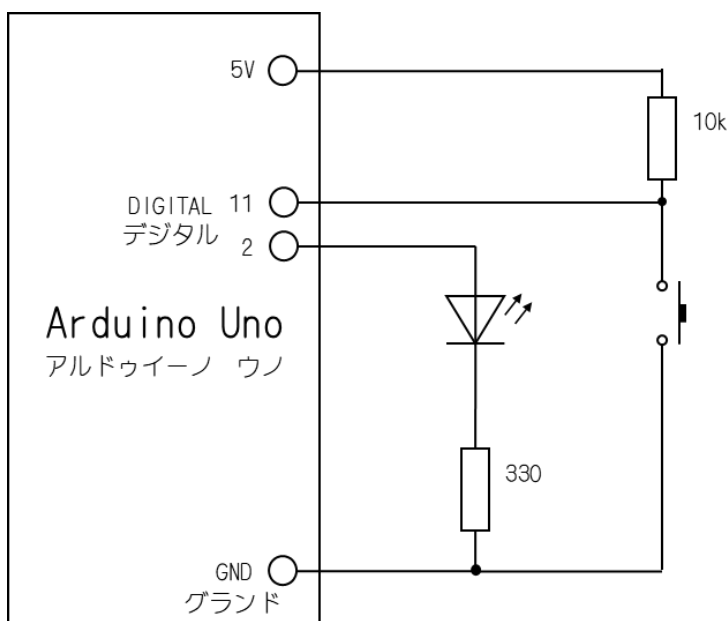 5V
10k
DIGITAL 11
デジタル
2
Arduino Uno
アルドゥイーノ ウノ
330
GND
グランド